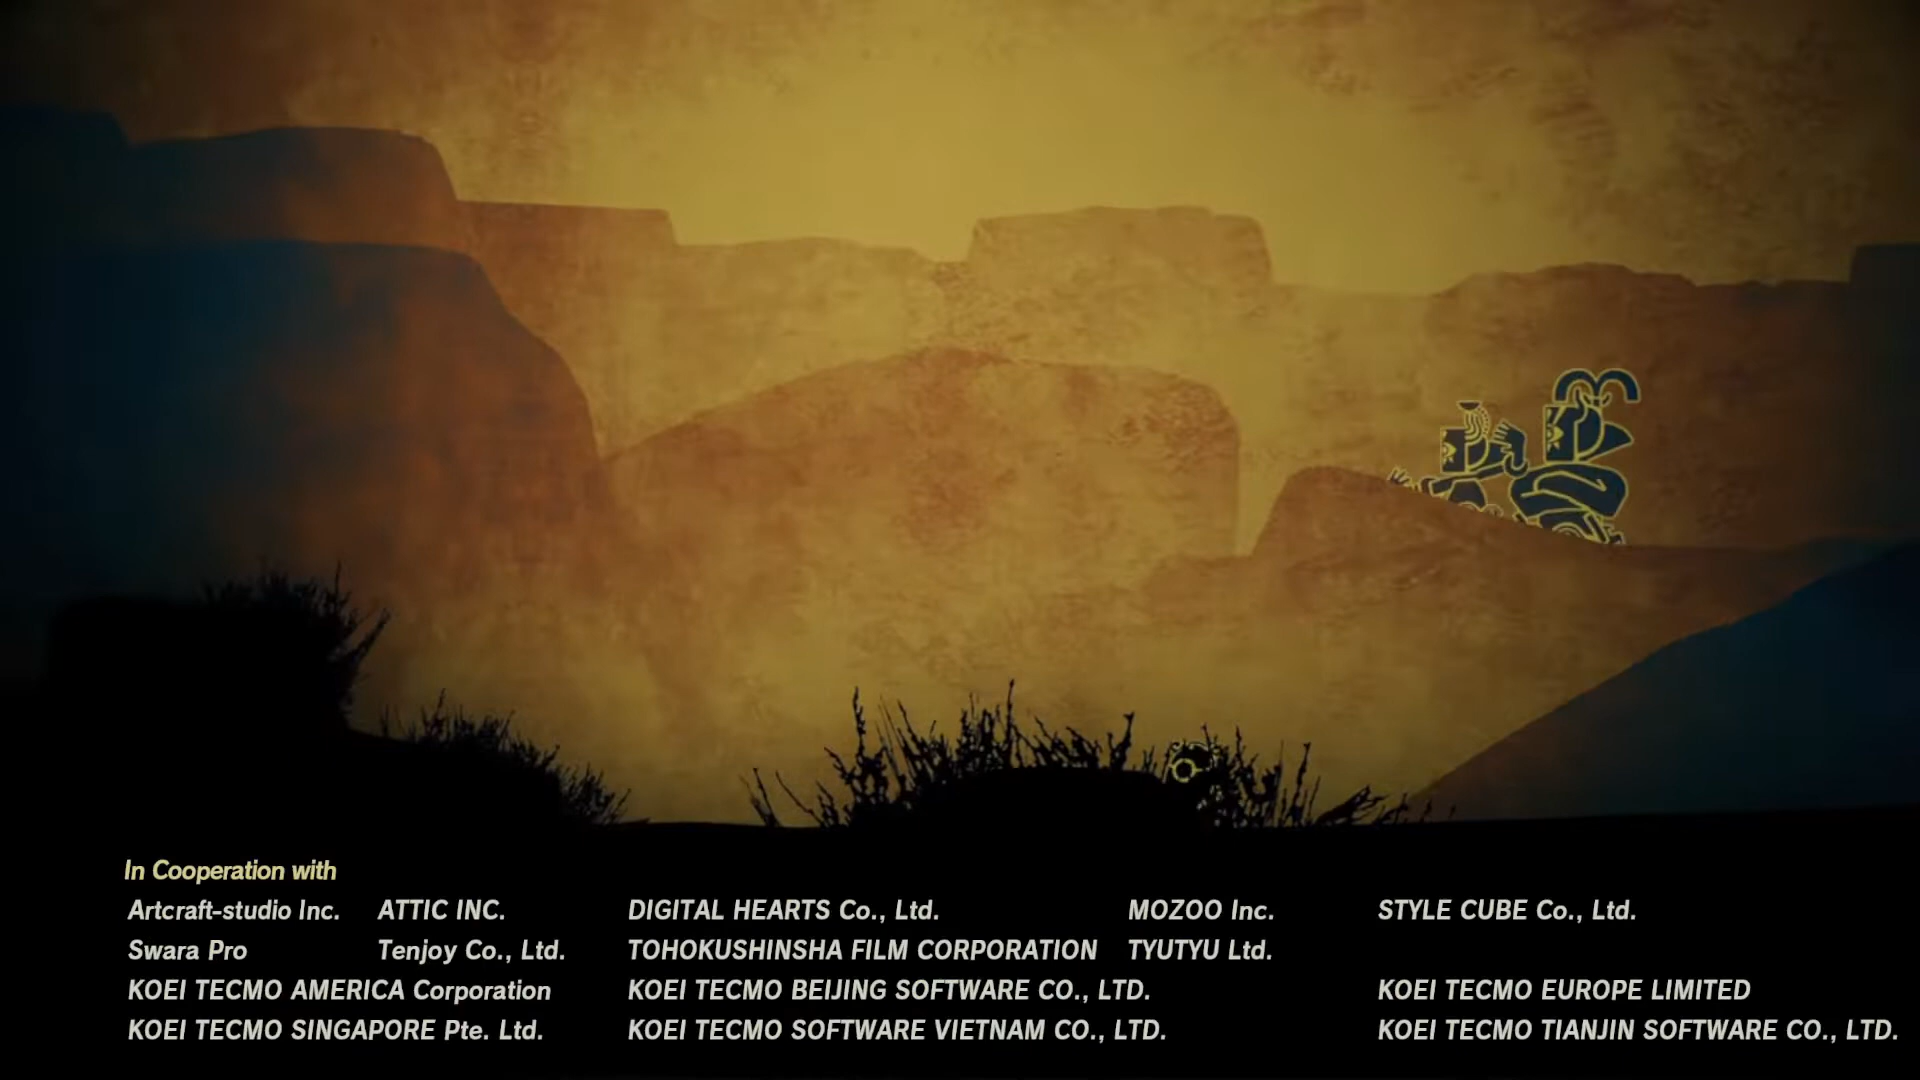 In Cooperation with
Artcraft-studio Inc. ATTIC INC. DIGITAL HEARTS Co., Ltd. MOZOO Inc. STYLE CUBE Co., Ltd.
Swara Pro Tenjoy Co., Ltd. TOHOKUSHINSHA FILM CORPORATION TYUTYU Ltd.
KOEI TECMO AMERICA Corporation KOEI TECMO BEIJING SOFTWARE CO., LTD. KOEI TECMO EUROPE LIMITED
KOEI TECMO SINGAPORE Pte. Ltd. KOEI TECMO SOFTWARE VIETNAM CO., LTD. KOEI TECMO TIANJIN SOFTWARE CO., LTD.